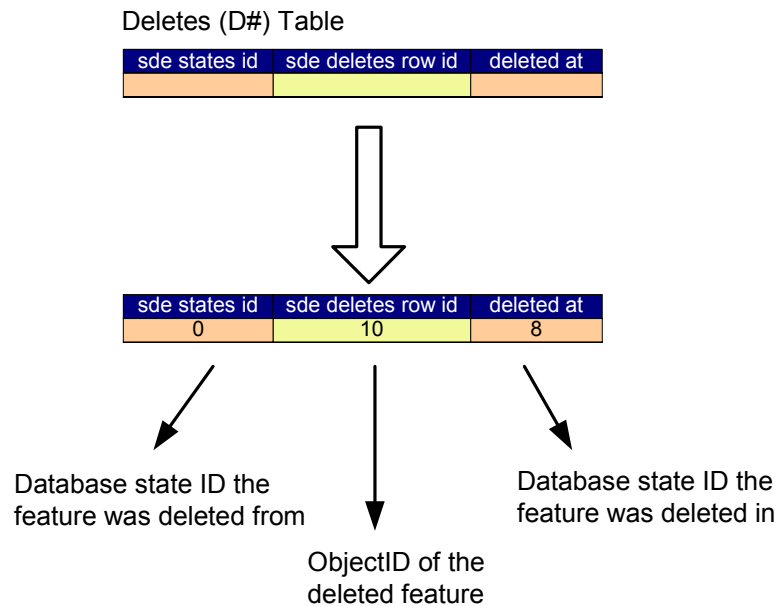 Deletes (D#) Table
sde states id sde deletes row id deleted at
sde states id sde deletes row id deleted at
0 10 8
Database state ID the
feature was deleted from
Database state ID the
feature was deleted in
ObjectID of the
deleted feature